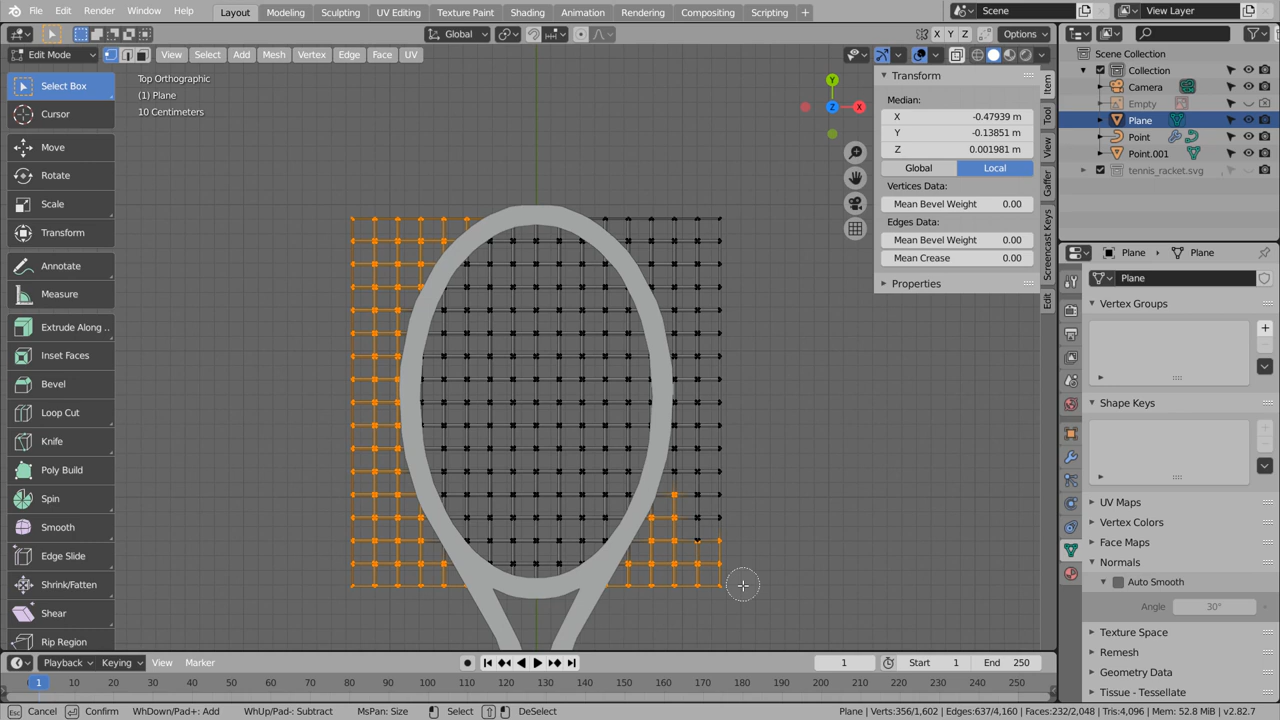 File Edit Render Window Help Layout Modeling Sculpting UV Editing Texture Paint Shading Animation Rendering Compositing Scripting + Scene View Layer
Global X Y Z Options
Edit Mode View Select Add Mesh Vertex Edge Face UV
Select Box
Cursor
Move
Rotate
Scale
Transform
Annotate
Measure
Extrude Along ..
Inset Faces
Bevel
Loop Cut
Knife
Poly Build
Spin
Smooth
Edge Slide
Shrink/Fatten
Shear
Rip Region
Top Orthographic
(1) Plane
10 Centimeters
Y
Z X
Transform
Median:
X -0.47939 m
Y -0.13851 m
Z 0.001981 m
Global Local
Vertices Data:
Mean Bevel Weight 0.00
Edges Data:
Mean Bevel Weight 0.00
Mean Crease 0.00
Properties
Item
Tool
View
Gaffer
Screencast Keys
Edit
Scene Collection
Collection
Camera
Empty
Plane
Point
Point.001
tennis_racket.svg
Plane Plane
Plane
Vertex Groups
Shape Keys
UV Maps
Vertex Colors
Face Maps
Normals
Auto Smooth
Angle 30°
Texture Space
Remesh
Geometry Data
Tissue - Tessellate
Playback Keying View Marker 1 Start 1 End 250
1 10 20 30 40 50 60 70 80 90 100 110 120 130 140 150 160 170 180 190 200 210 220 230 240 250
Cancel Confirm WhDown/Pad+: Add WhUp/Pad-: Subtract MsPan: Size Select DeSelect Plane | Verts:356/1,602 | Edges:637/4,160 | Faces:232/2,048 | Tris:4,096 | Mem: 52.8 MiB | v2.82.7